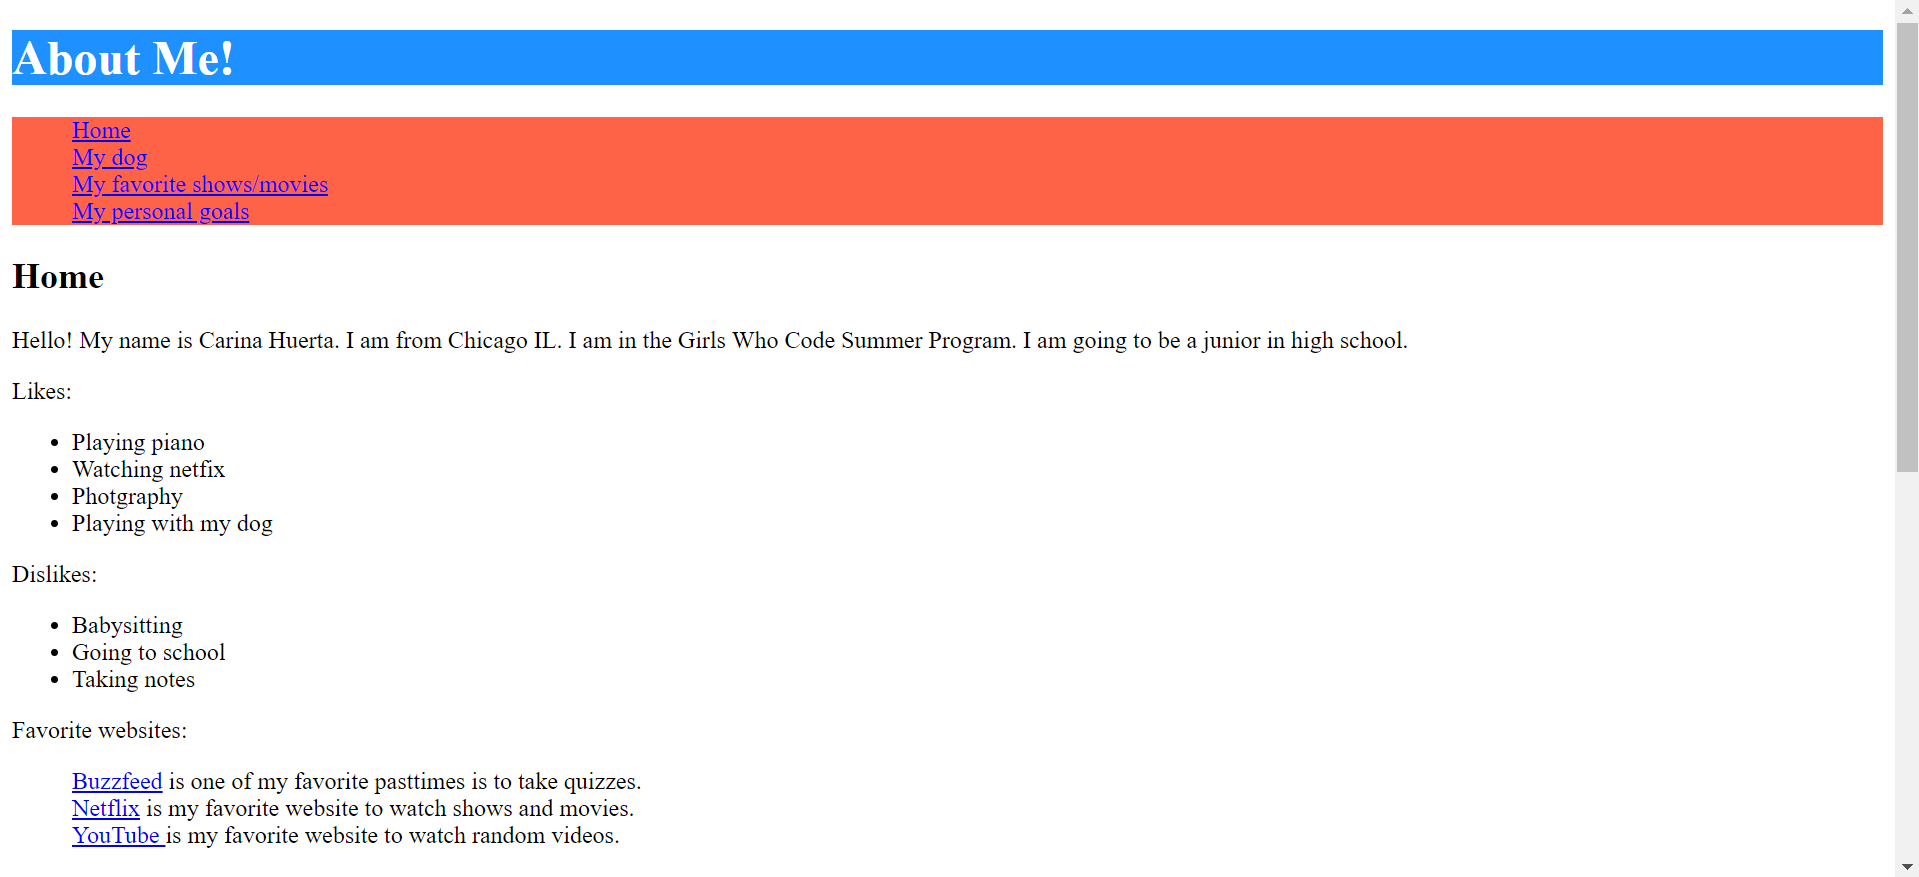 About Me!
Home
My dog
My favorite shows/movies
My personal goals
Home
Hello! My name is Carina Huerta. I am from Chicago IL. I am in the Girls Who Code Summer Program. I am going to be a junior in high school.
Likes:
• Playing piano
• Watching netfix
• Photgraphy
• Playing with my dog
Dislikes:
• Babysitting
• Going to school
• Taking notes
Favorite websites:
Buzzfeed is one of my favorite pasttimes is to take quizzes.
Netflix is my favorite website to watch shows and movies.
YouTube is my favorite website to watch random videos.